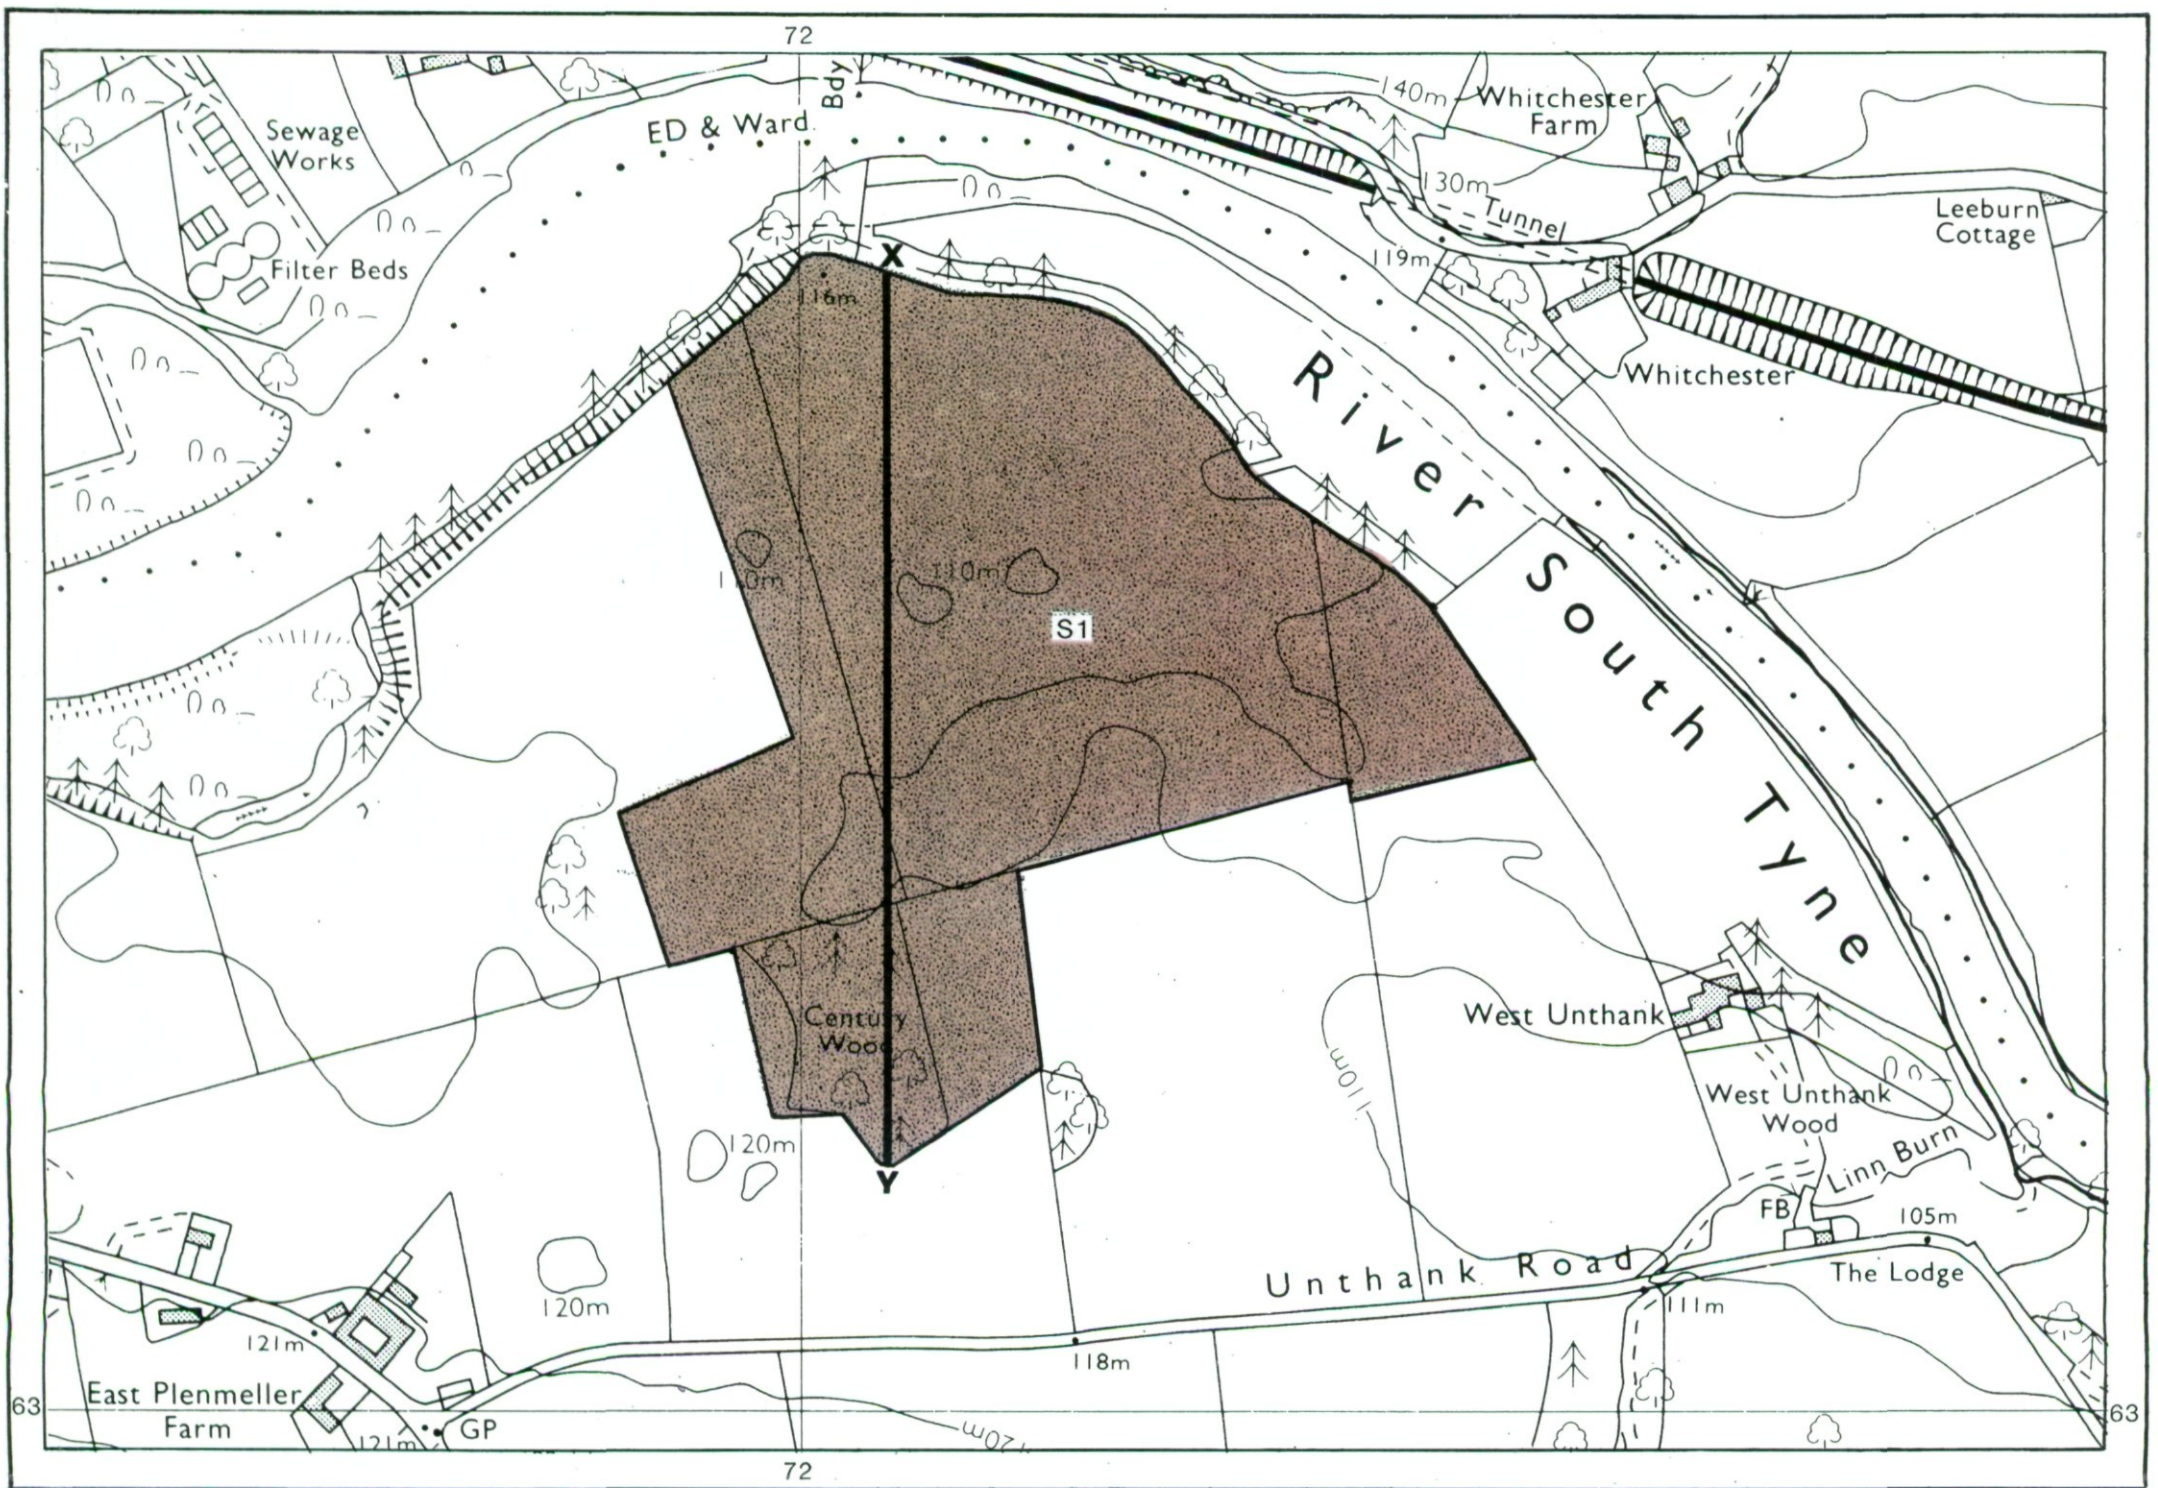 72
Bdy
ED & Ward
Sewage
Works
Filter Beds
140m
Whitchester
Farm
130m
Tunnel
119m
Leeburn
Cottage
Whitchester
X
116m
River South Tyne
110m
110m
S1
Century
Wood
Y
120m
120m
110m
West Unthank
West Unthank
Wood
Linn Burn
FB
105m
The Lodge
Unthank Road
111m
118m
121m
East Plenmeller
Farm
121m
GP
120m
63
63
72